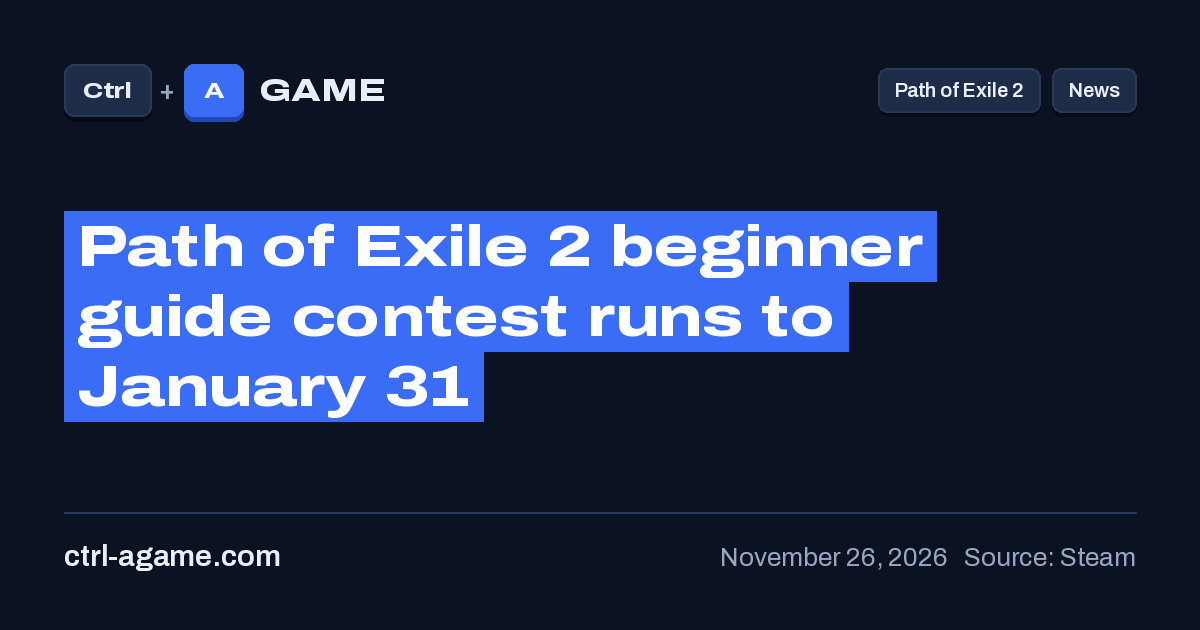 Ctrl + A GAME
Path of Exile 2 News
Path of Exile 2 beginner
guide contest runs to
January 31
ctrl-agame.com
November 26, 2026 Source: Steam